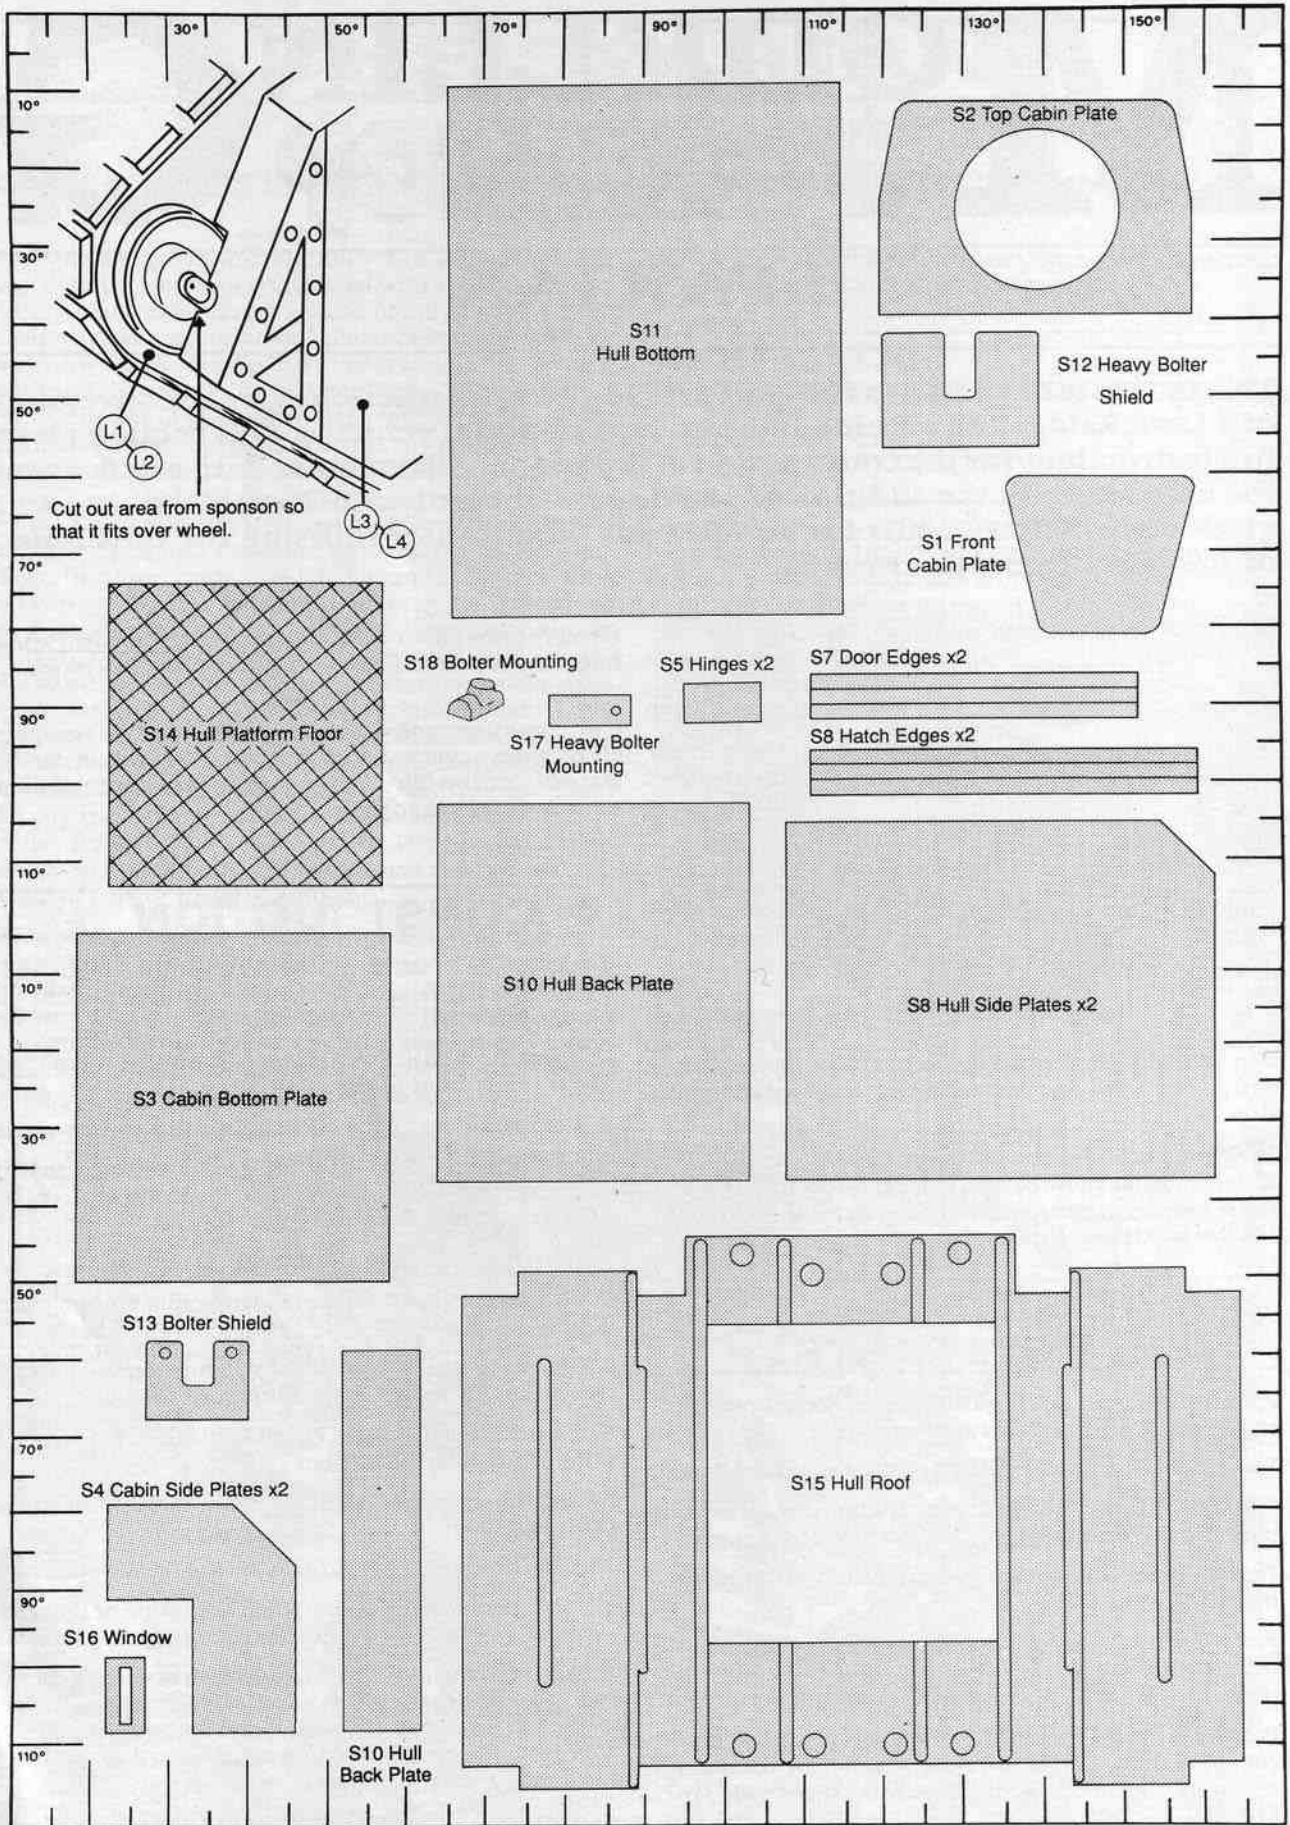 30°
50°
70°
90°
110°
130°
150°
10°
30°
50°
70°
90°
110°
10°
30°
50°
70°
90°
110°
L1
L2
Cut out area from sponson so
that it fits over wheel.
L3
L4
S11
Hull Bottom
S2 Top Cabin Plate
S12 Heavy Bolter
Shield
S1 Front
Cabin Plate
S14 Hull Platform Floor
S18 Bolter Mounting
S17 Heavy Bolter
Mounting
S5 Hinges x2
S7 Door Edges x2
S8 Hatch Edges x2
S10 Hull Back Plate
S8 Hull Side Plates x2
S3 Cabin Bottom Plate
S13 Bolter Shield
S4 Cabin Side Plates x2
S16 Window
S10 Hull
Back Plate
S15 Hull Roof